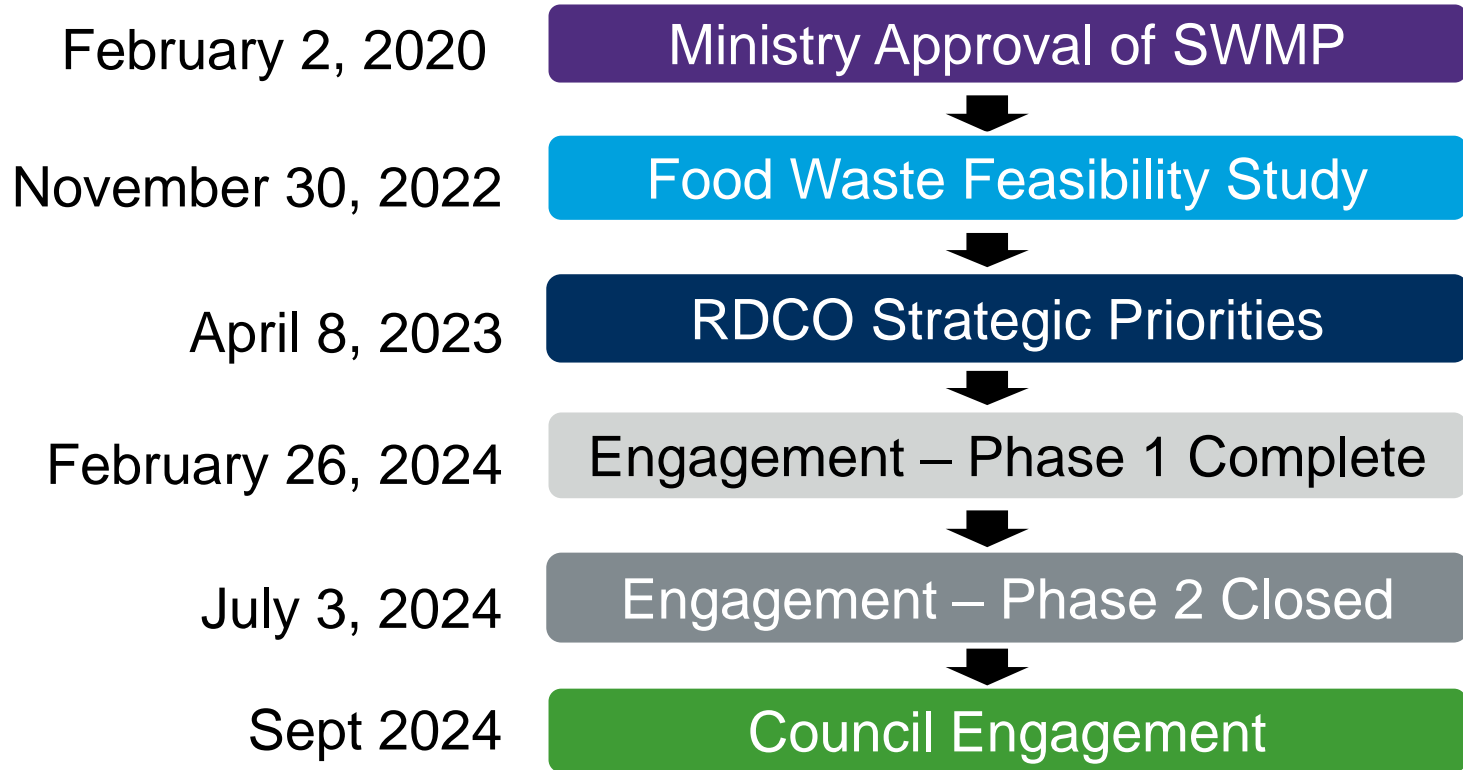 February 2, 2020 Ministry Approval of SWMP
November 30, 2022 Food Waste Feasibility Study
April 8, 2023 RDCO Strategic Priorities
February 26, 2024 Engagement – Phase 1 Complete
July 3, 2024 Engagement – Phase 2 Closed
Sept 2024 Council Engagement